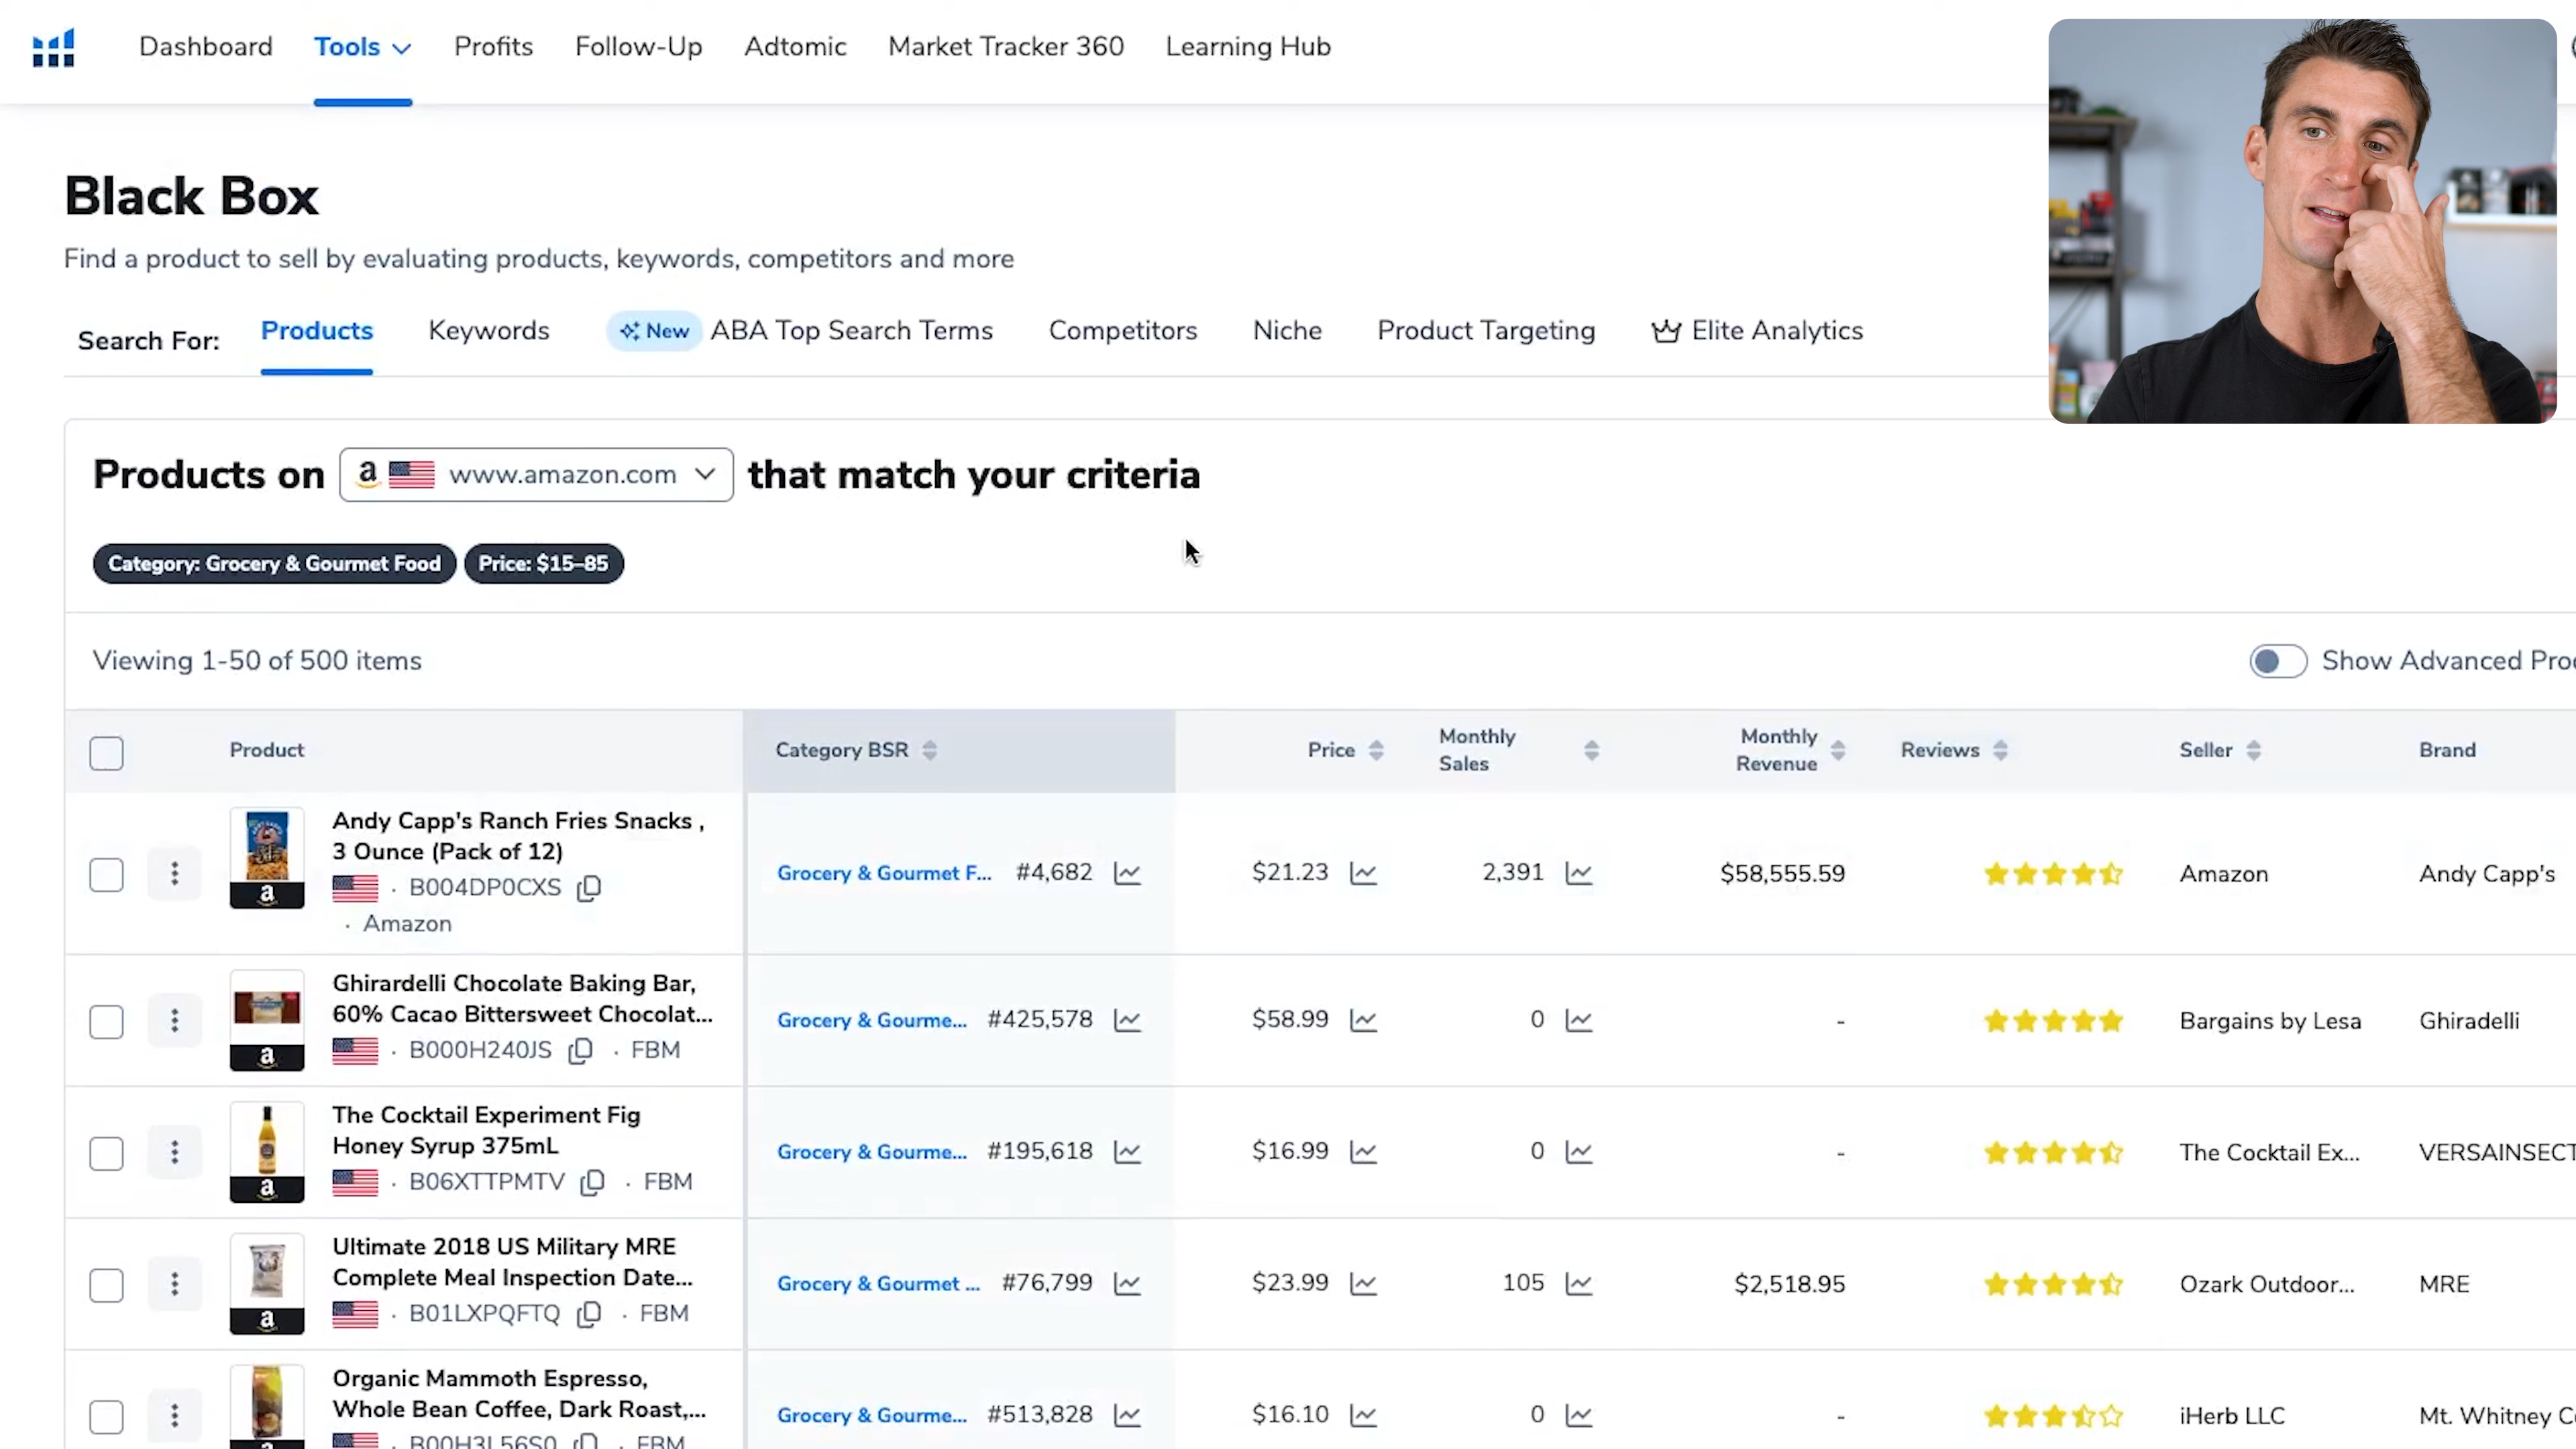 Dashboard Tools Profits Follow-Up Adtomic Market Tracker 360 Learning Hub
Black Box
Find a product to sell by evaluating products, keywords, competitors and more
Search For: Products Keywords New ABA Top Search Terms Competitors Niche Product Targeting Elite Analytics
Products on a www.amazon.com that match your criteria
Category: Grocery & Gourmet Food Price: $15–85
Viewing 1-50 of 500 items Show Advanced Pro
Product Category BSR Price Monthly Sales Monthly Revenue Reviews Seller Brand
Andy Capp's Ranch Fries Snacks ,
3 Ounce (Pack of 12)
· B004DP0CXS
· Amazon
Grocery & Gourmet F... #4,682 $21.23 2,391 $58,555.59 Amazon Andy Capp's
Ghirardelli Chocolate Baking Bar,
60% Cacao Bittersweet Chocolat...
· B000H240JS · FBM
Grocery & Gourme... #425,578 $58.99 0 - Bargains by Lesa Ghiradelli
The Cocktail Experiment Fig
Honey Syrup 375mL
· B06XTTPMTV · FBM
Grocery & Gourme... #195,618 $16.99 0 - The Cocktail Ex... VERSAINSECT
Ultimate 2018 US Military MRE
Complete Meal Inspection Date...
· B01LXPQFTQ · FBM
Grocery & Gourmet ... #76,799 $23.99 105 $2,518.95 Ozark Outdoor... MRE
Organic Mammoth Espresso,
Whole Bean Coffee, Dark Roast,...
· B00H3L56S0 · FBM
Grocery & Gourme... #513,828 $16.10 0 - iHerb LLC Mt. Whitney C